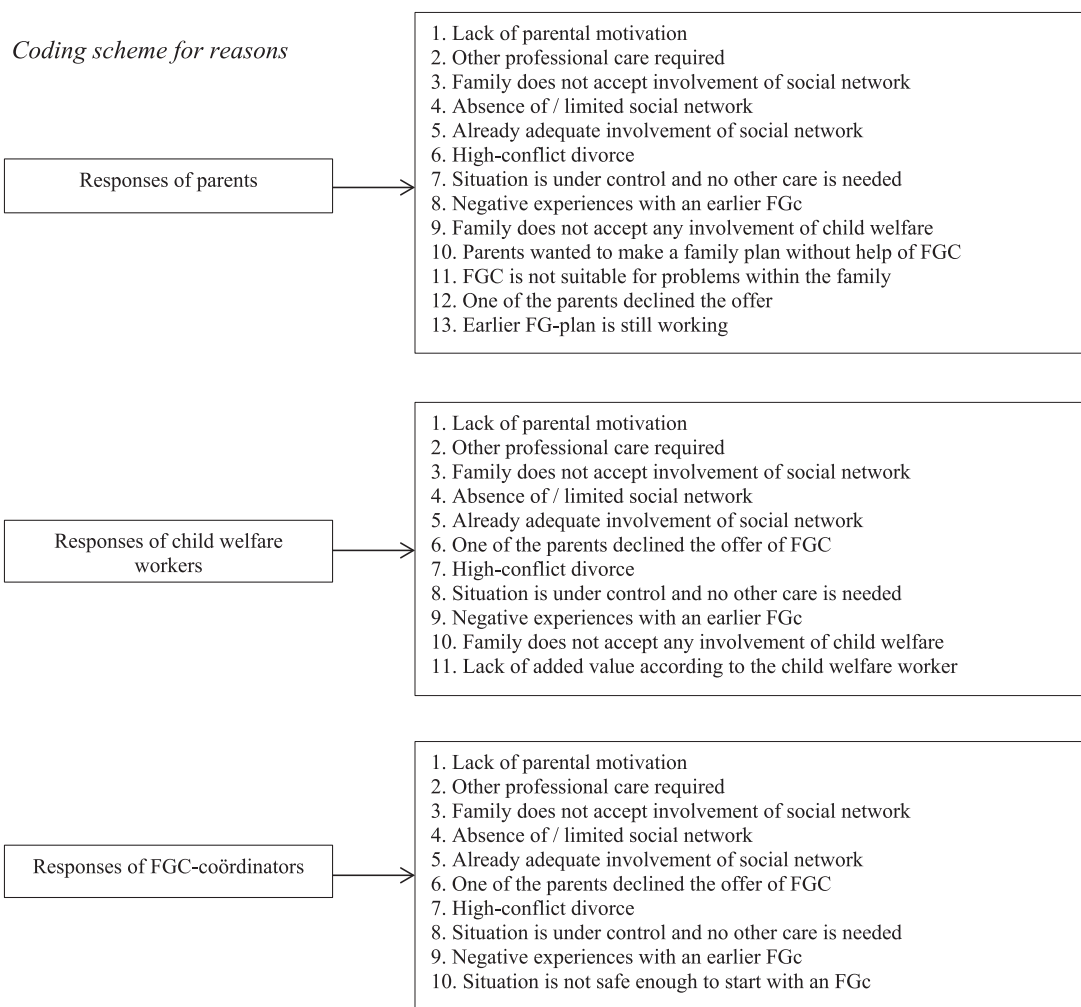 Coding scheme for reasons
Responses of parents
1. Lack of parental motivation
2. Other professional care required
3. Family does not accept involvement of social network
4. Absence of / limited social network
5. Already adequate involvement of social network
6. High-conflict divorce
7. Situation is under control and no other care is needed
8. Negative experiences with an earlier FGc
9. Family does not accept any involvement of child welfare
10. Parents wanted to make a family plan without help of FGC
11. FGC is not suitable for problems within the family
12. One of the parents declined the offer
13. Earlier FG-plan is still working
Responses of child welfare
workers
1. Lack of parental motivation
2. Other professional care required
3. Family does not accept involvement of social network
4. Absence of / limited social network
5. Already adequate involvement of social network
6. One of the parents declined the offer of FGC
7. High-conflict divorce
8. Situation is under control and no other care is needed
9. Negative experiences with an earlier FGc
10. Family does not accept any involvement of child welfare
11. Lack of added value according to the child welfare worker
Responses of FGC-coördinators
1. Lack of parental motivation
2. Other professional care required
3. Family does not accept involvement of social network
4. Absence of / limited social network
5. Already adequate involvement of social network
6. One of the parents declined the offer of FGC
7. High-conflict divorce
8. Situation is under control and no other care is needed
9. Negative experiences with an earlier FGc
10. Situation is not safe enough to start with an FGc